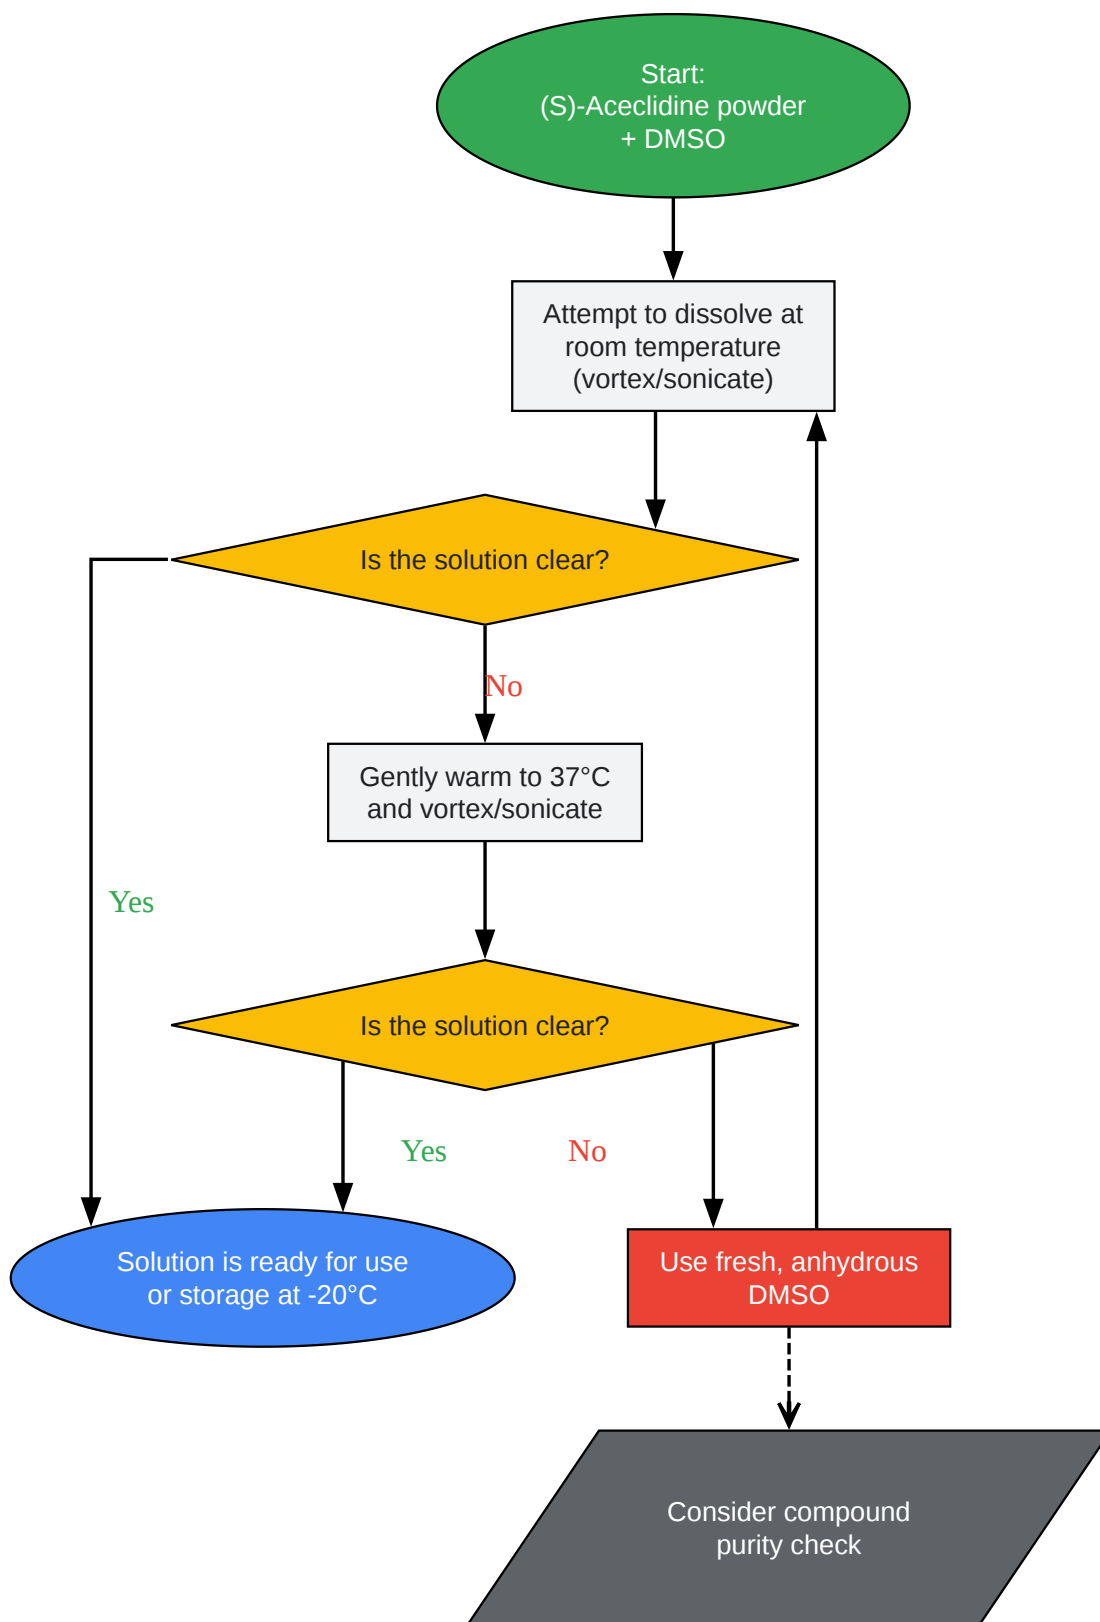 Start:
(S)-Aceclidine powder
+ DMSO
Attempt to dissolve at
room temperature
(vortex/sonicate)
Is the solution clear?
No
Gently warm to 37°C
and vortex/sonicate
Yes
Is the solution clear?
Yes
No
Solution is ready for use
or storage at -20°C
Use fresh, anhydrous
DMSO
Consider compound
purity check